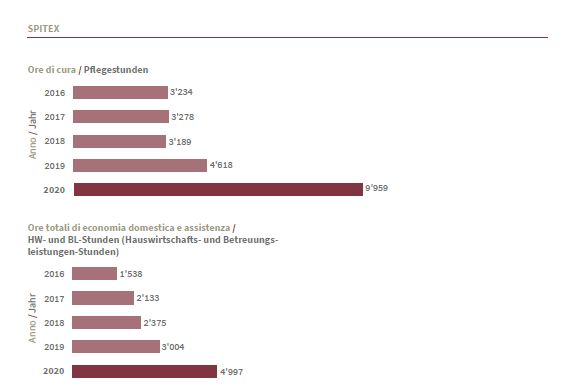 SPITEX
Ore di cura / Pflegestunden
Anno / Jahr
2016 3'234
2017 3'278
2018 3'189
2019 4'618
2020 9'959
Ore totali di economia domestica e assistenza /
HW- und BL-Stunden (Hauswirtschafts- und Betreuungs-
leistungen-Stunden)
Anno / Jahr
2016 1'538
2017 2'133
2018 2'375
2019 3'004
2020 4'997